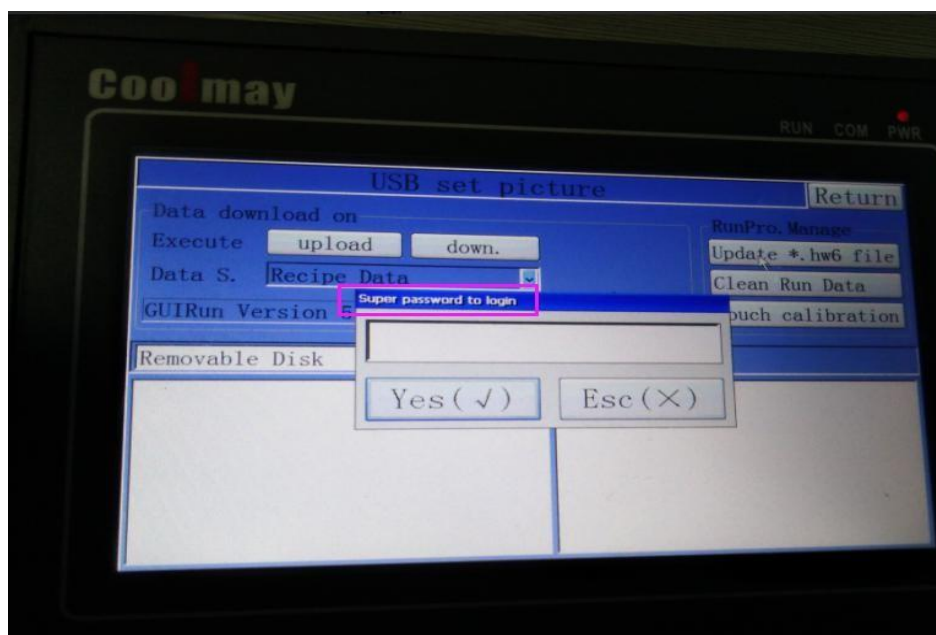 Coolmay
RUN COM PWR
USB set picture
Return
Data download on
RunPro.Manage
Execute upload down.
Update *.hw6 file
Data S. Recipe Data
Clean Run Data
Super password to login
GUIRun Version
calibration
Removable Disk
Yes(√) Esc(×)